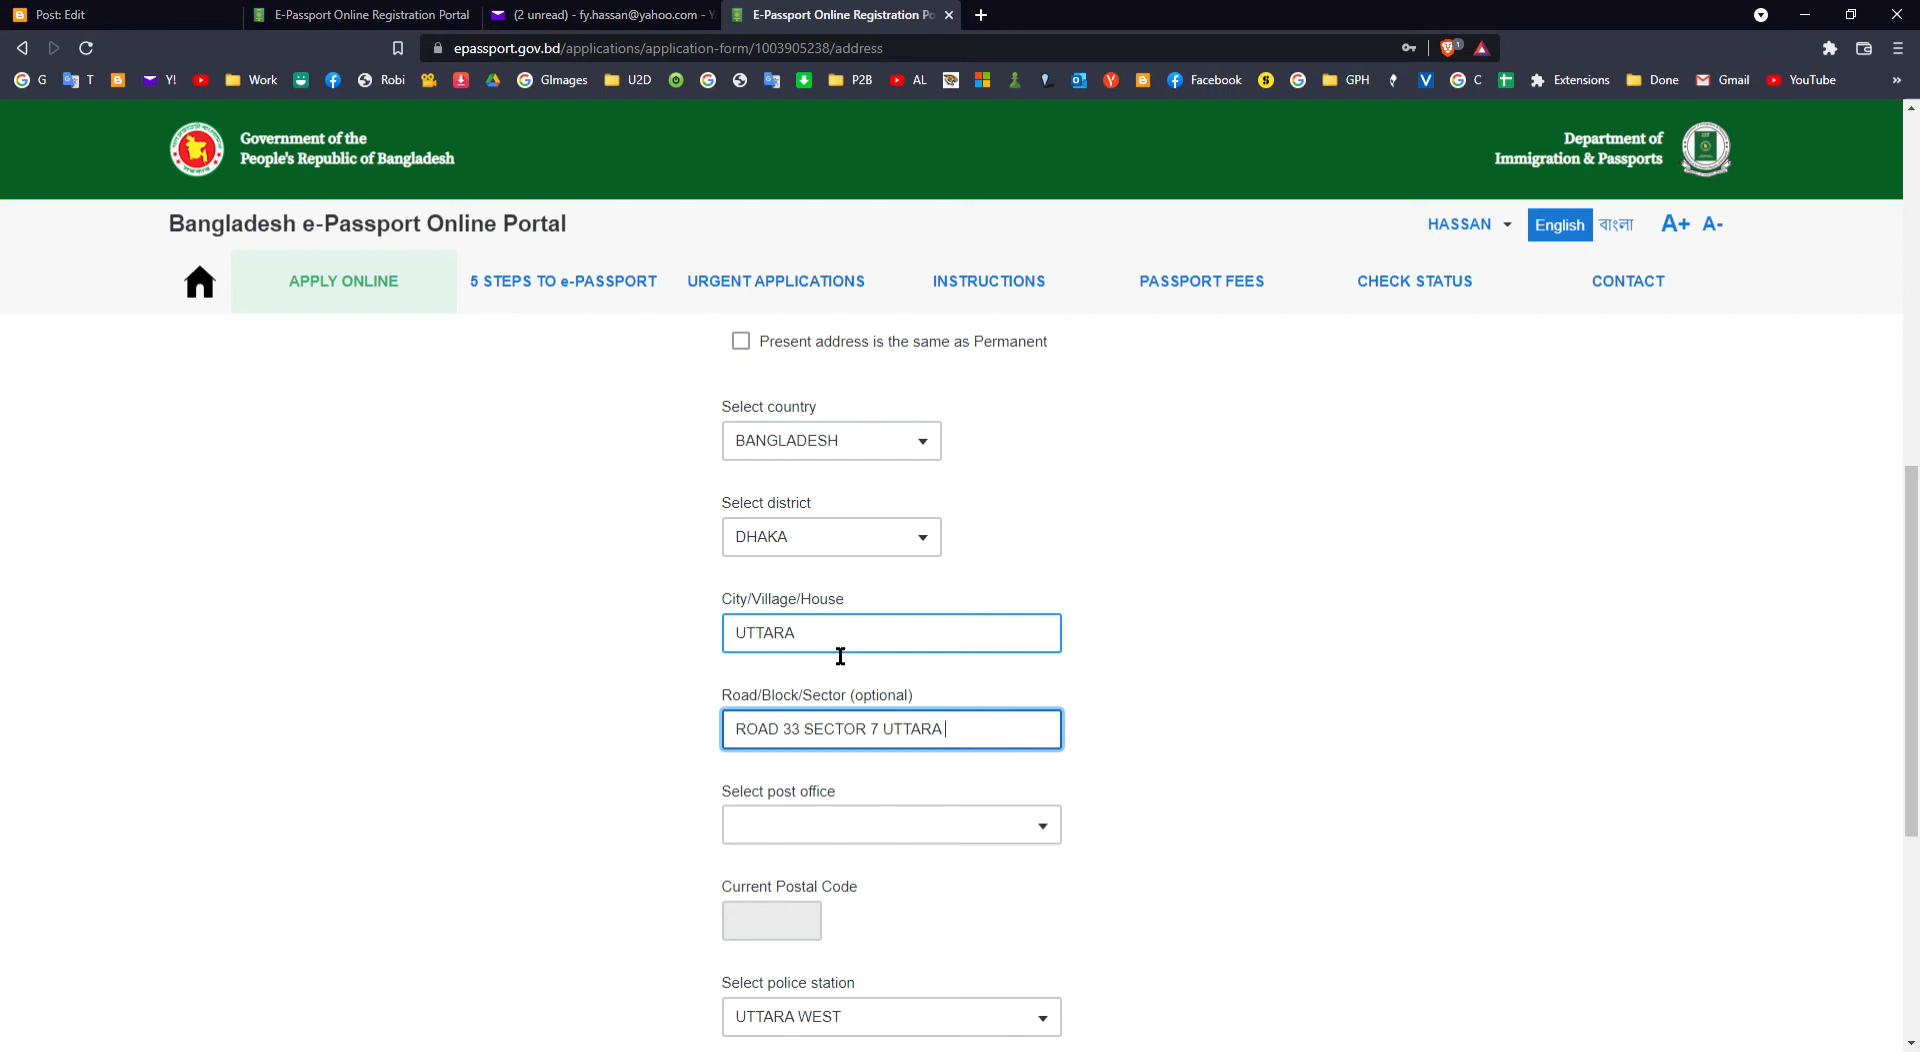 Post: Edit
E-Passport Online Registration Portal
(2 unread) - fy.hassan@yahoo.com - Y
E-Passport Online Registration Po
epassport.gov.bd/applications/application-form/1003905238/address
1
G T Y! Work Robi GImages U2D P2B AL Facebook GPH C Extensions Done Gmail YouTube »
Government of the
People's Republic of Bangladesh
Department of
Immigration & Passports
Bangladesh e-Passport Online Portal
HASSAN English বাংলা A+ A-
APPLY ONLINE 5 STEPS TO e-PASSPORT URGENT APPLICATIONS INSTRUCTIONS PASSPORT FEES CHECK STATUS CONTACT
Present address is the same as Permanent
Select country
BANGLADESH
Select district
DHAKA
City/Village/House
UTTARA
Road/Block/Sector (optional)
ROAD 33 SECTOR 7 UTTARA
Select post office
Current Postal Code
Select police station
UTTARA WEST